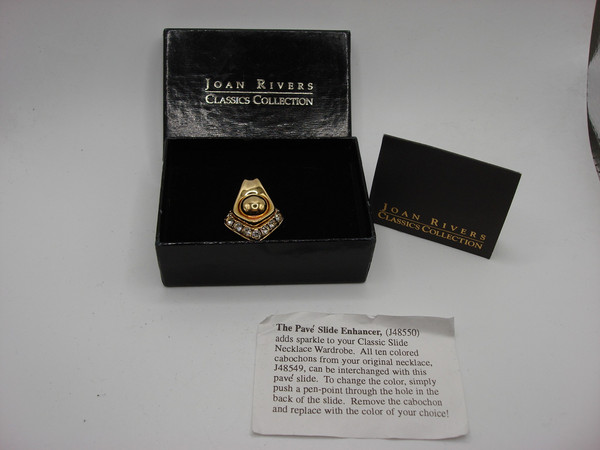 JOAN RIVERS
CLASSICS COLLECTION
JOAN RIVERS
CLASSICS COLLECTION
The Pavé Slide Enhancer, (J48550)
adds sparkle to your Classic Slide
Necklace Wardrobe. All ten colored
cabochons from your original necklace,
J48549, can be interchanged with this
pavé slide. To change the color, simply
push a pen-point through the hole in the
back of the slide. Remove the cabochon
and replace with the color of your choice!